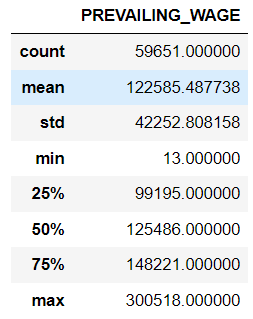 PREVAILING_WAGE
count 59651.000000
mean 122585.487738
std 42252.808158
min 13.000000
25% 99195.000000
50% 125486.000000
75% 148221.000000
max 300518.000000